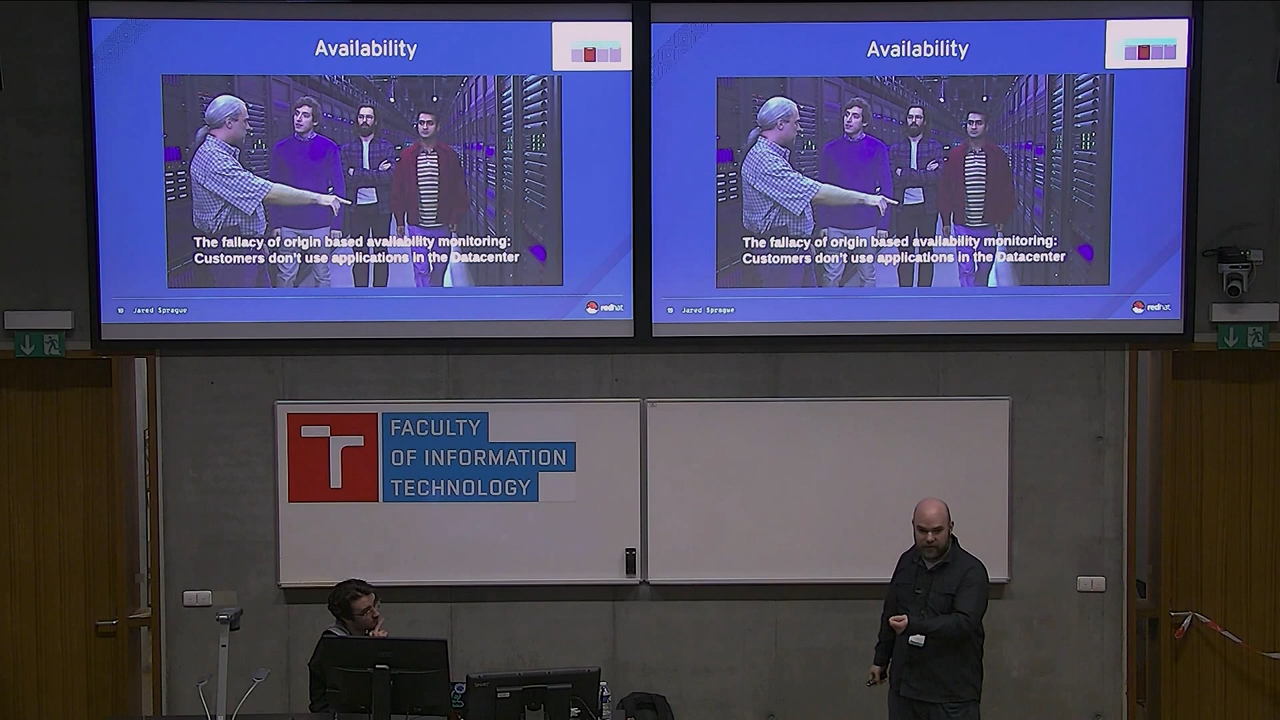 Availability
The fallacy of origin based availability monitoring:
Customers don't use applications in the Datacenter
10 Jared Sprague
redhat
Availability
The fallacy of origin based availability monitoring:
Customers don't use applications in the Datacenter
Jared Sprague
redhat
FACULTY
OF INFORMATION
TECHNOLOGY